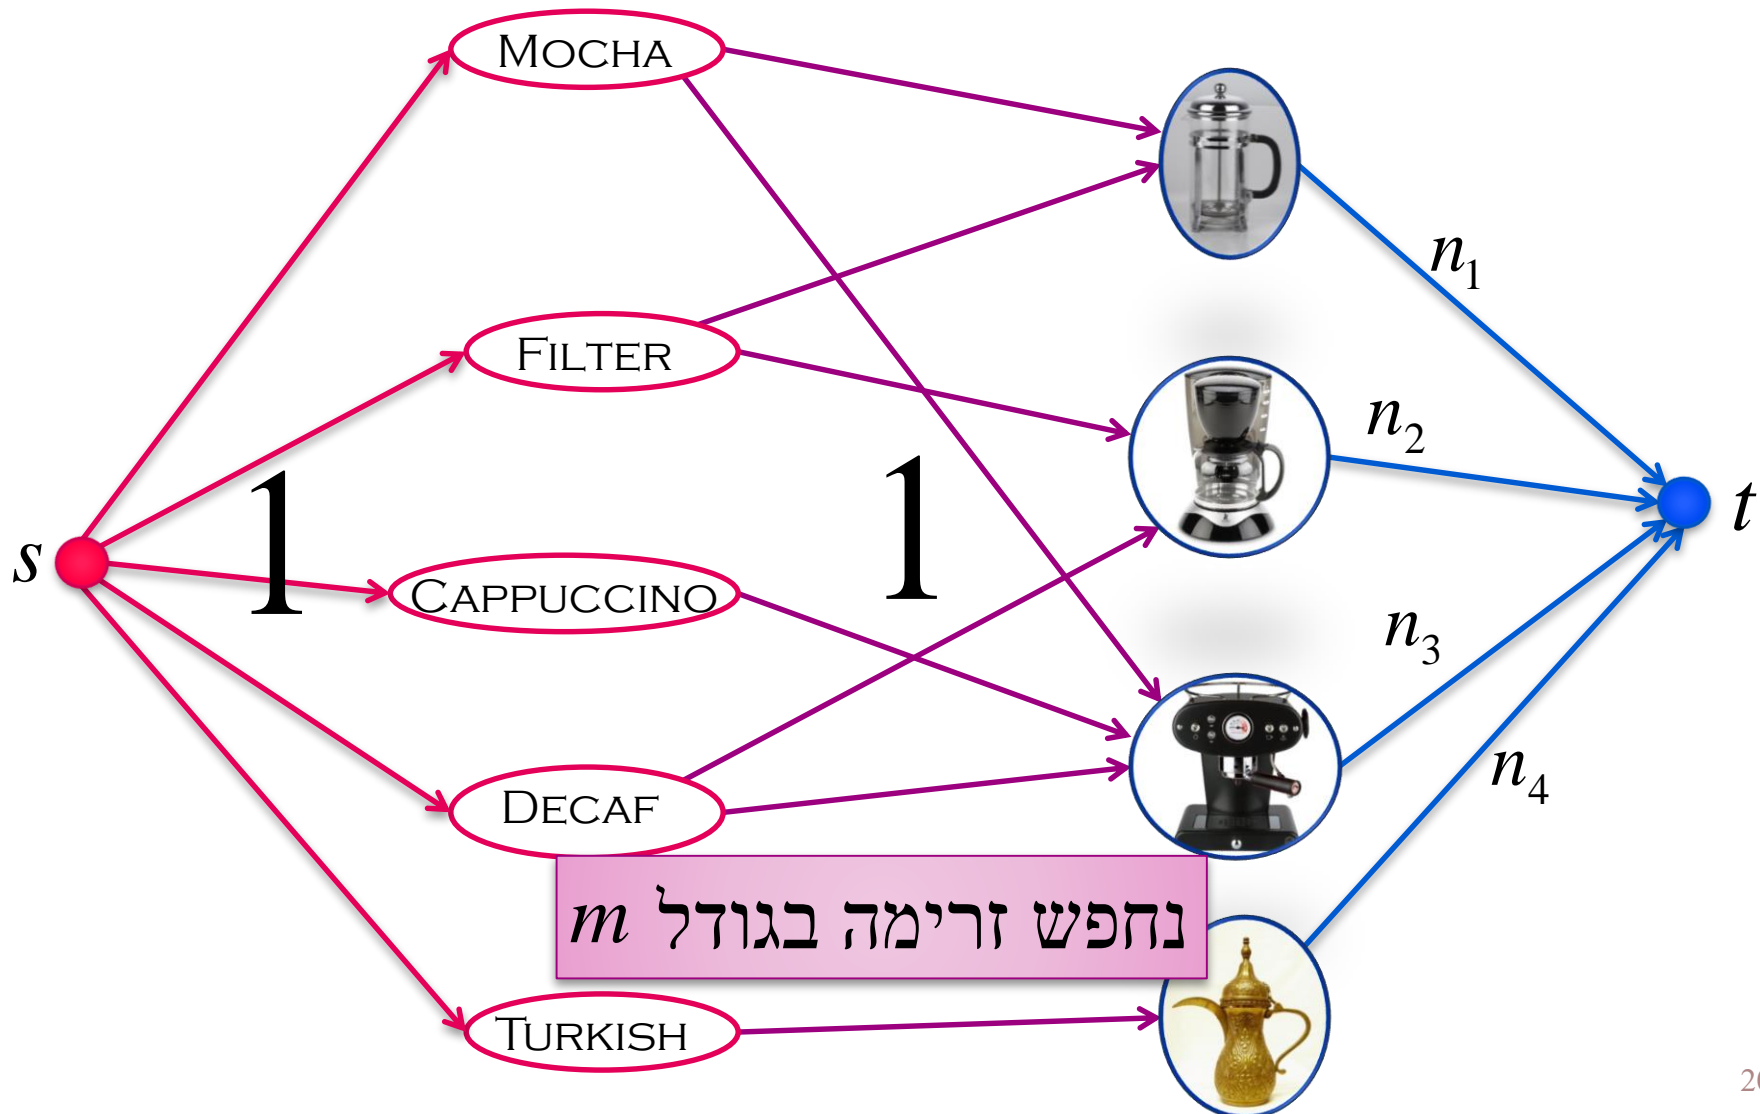 MOCHA
n₁
FILTER
n₂
1
1
s
t
CAPPUCCINO
n₃
n₄
DECAF
נחפש זרימה בגודל m
TURKISH